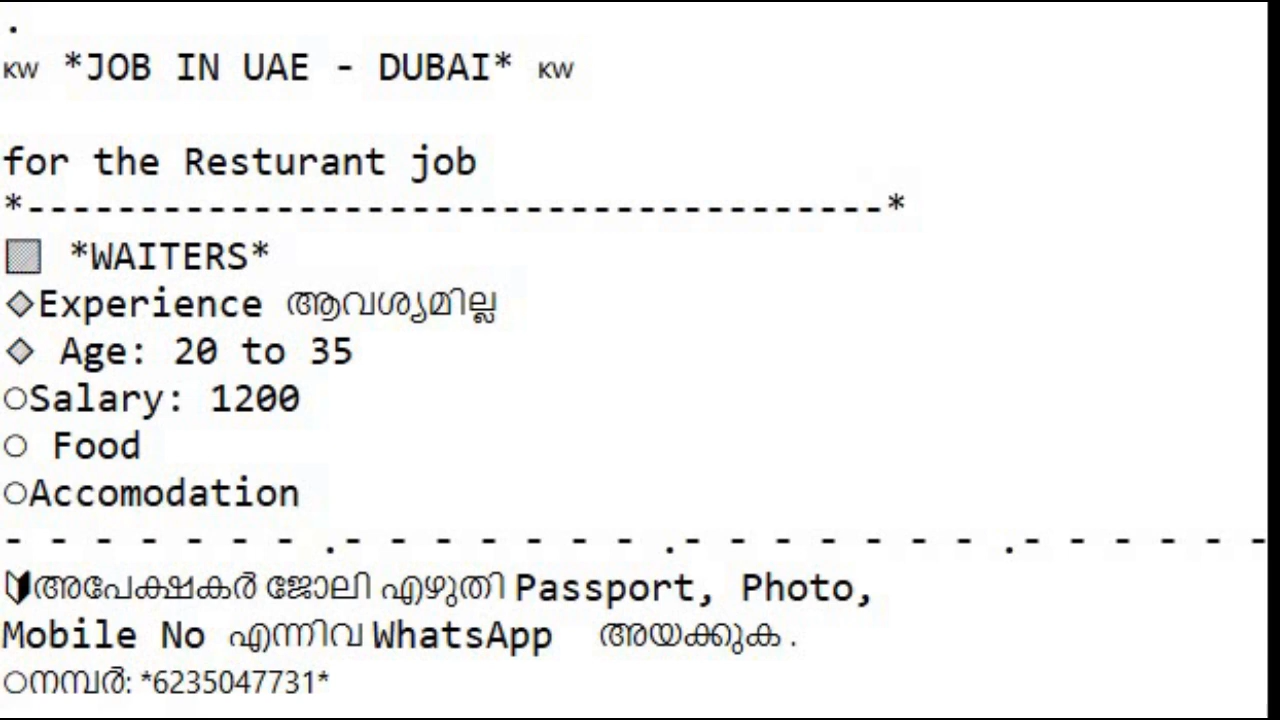 .
KW *JOB IN UAE - DUBAI* KW
for the Resturant job
*--------------------------------------*
▨ *WAITERS*
◇Experience ആവശ്യമില്ല
◇ Age: 20 to 35
○Salary: 1200
○ Food
○Accomodation
- - - - - - - .- - - - - - - .- - - - - - - .- - - - - -
🔰അപേക്ഷകർ ജോലി എഴുതി Passport, Photo,
Mobile No എന്നിവ WhatsApp അയക്കുക .
○നമ്പർ: *6235047731*